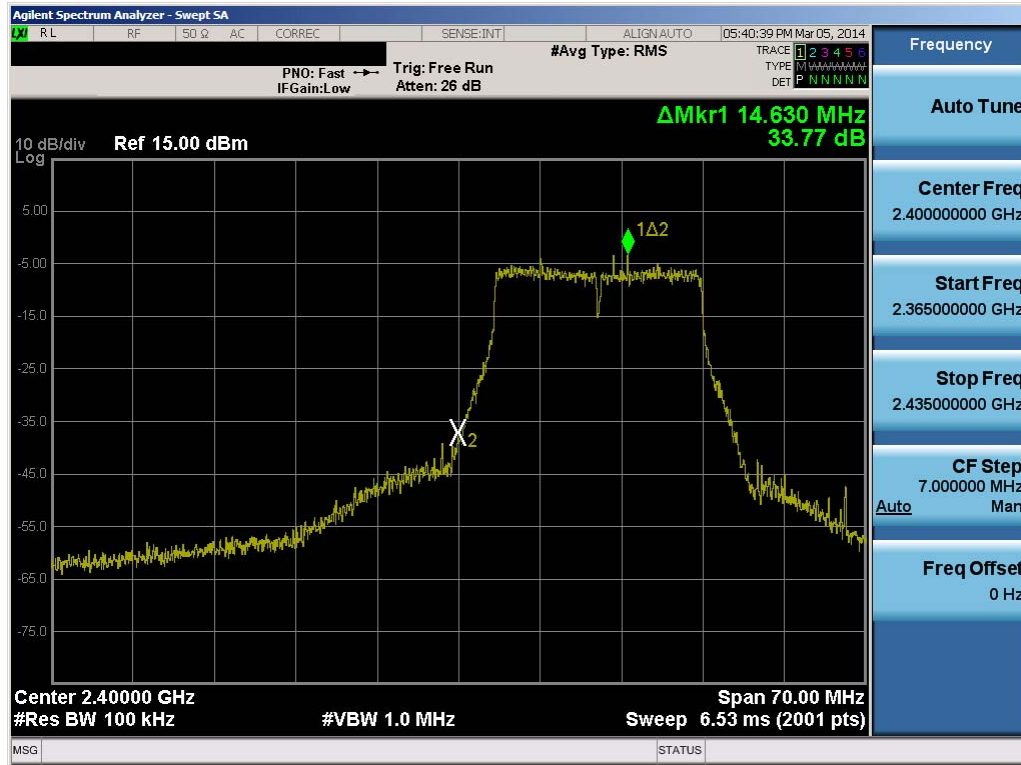 Agilent Spectrum Analyzer - Swept SA
LXI RL RF 50 Ω AC CORREC SENSE:INT ALIGN AUTO 05:40:39 PM Mar 05, 2014
PNO: Fast
IFGain:Low
Trig: Free Run
Atten: 26 dB
#Avg Type: RMS
TRACE 1 2 3 4 5 6
TYPE M WWWWW
DET P N N N N N
ΔMkr1 14.630 MHz
33.77 dB
10 dB/div Ref 15.00 dBm
Log
5.00
-5.00
-15.0
-25.0
-35.0
-45.0
-55.0
-65.0
-75.0
1Δ2
X2
Center 2.40000 GHz Span 70.00 MHz
#Res BW 100 kHz #VBW 1.0 MHz Sweep 6.53 ms (2001 pts)
MSG STATUS
Frequency
Auto Tune
Center Freq
2.400000000 GHz
Start Freq
2.365000000 GHz
Stop Freq
2.435000000 GHz
CF Step
7.000000 MHz
Auto Man
Freq Offset
0 Hz